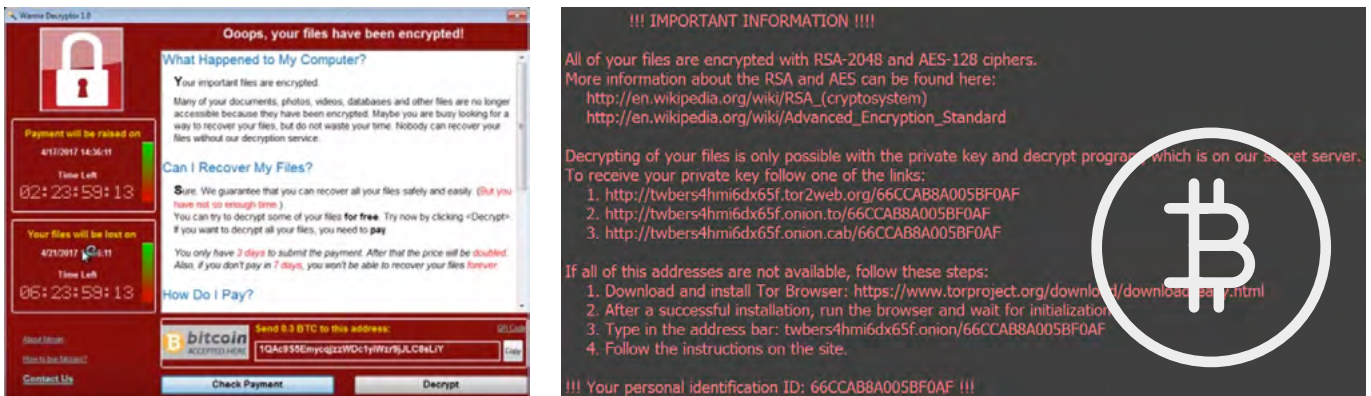 Wanna Decryptor 1.0
Ooops, your files have been encrypted!
Payment will be raised on
4/17/2017 14:36:11
Time Left
02:23:59:13
Your files will be lost on
4/21/2017
Time Left
06:23:59:13
About bitcoin
How to buy bitcoins?
Contact Us
What Happened to My Computer?
Your important files are encrypted.
Many of your documents, photos, videos, databases and other files are no longer
accessible because they have been encrypted. Maybe you are busy looking for a
way to recover your files, but do not waste your time. Nobody can recover your
files without our decryption service.
Can I Recover My Files?
Sure. We guarantee that you can recover all your files safely and easily. (But you
have not so enough time.)
You can try to decrypt some of your files for free. Try now by clicking <Decrypt>.
If you want to decrypt all your files, you need to pay.
You only have 3 days to submit the payment. After that the price will be doubled.
Also, if you don't pay in 7 days, you won't be able to recover your files forever.
How Do I Pay?
bitcoin
ACCEPTED HERE
Send 0.3 BTC to this address:
QR Code
Copy
Check Payment
Decrypt
!!! IMPORTANT INFORMATION !!!!
All of your files are encrypted with RSA-2048 and AES-128 ciphers.
More information about the RSA and AES can be found here:
http://en.wikipedia.org/wiki/RSA_(cryptosystem)
http://en.wikipedia.org/wiki/Advanced_Encryption_Standard
Decrypting of your files is only possible with the private key and decrypt program, which is on our secret server.
To receive your private key follow one of the links:
1. http://twbers4hmi6dx65f.tor2web.org/66CCAB8A005BF0AF
2. http://twbers4hmi6dx65f.onion.to/66CCAB8A005BF0AF
3. http://twbers4hmi6dx65f.onion.cab/66CCAB8A005BF0AF
If all of this addresses are not available, follow these steps:
1. Download and install Tor Browser: https://www.torproject.org/download/download-easy.html
2. After a successful installation, run the browser and wait for initialization
3. Type in the address bar: twbers4hmi6dx65f.onion/66CCAB8A005BF0AF
4. Follow the instructions on the site.
!!! Your personal identification ID: 66CCAB8A005BF0AF !!!